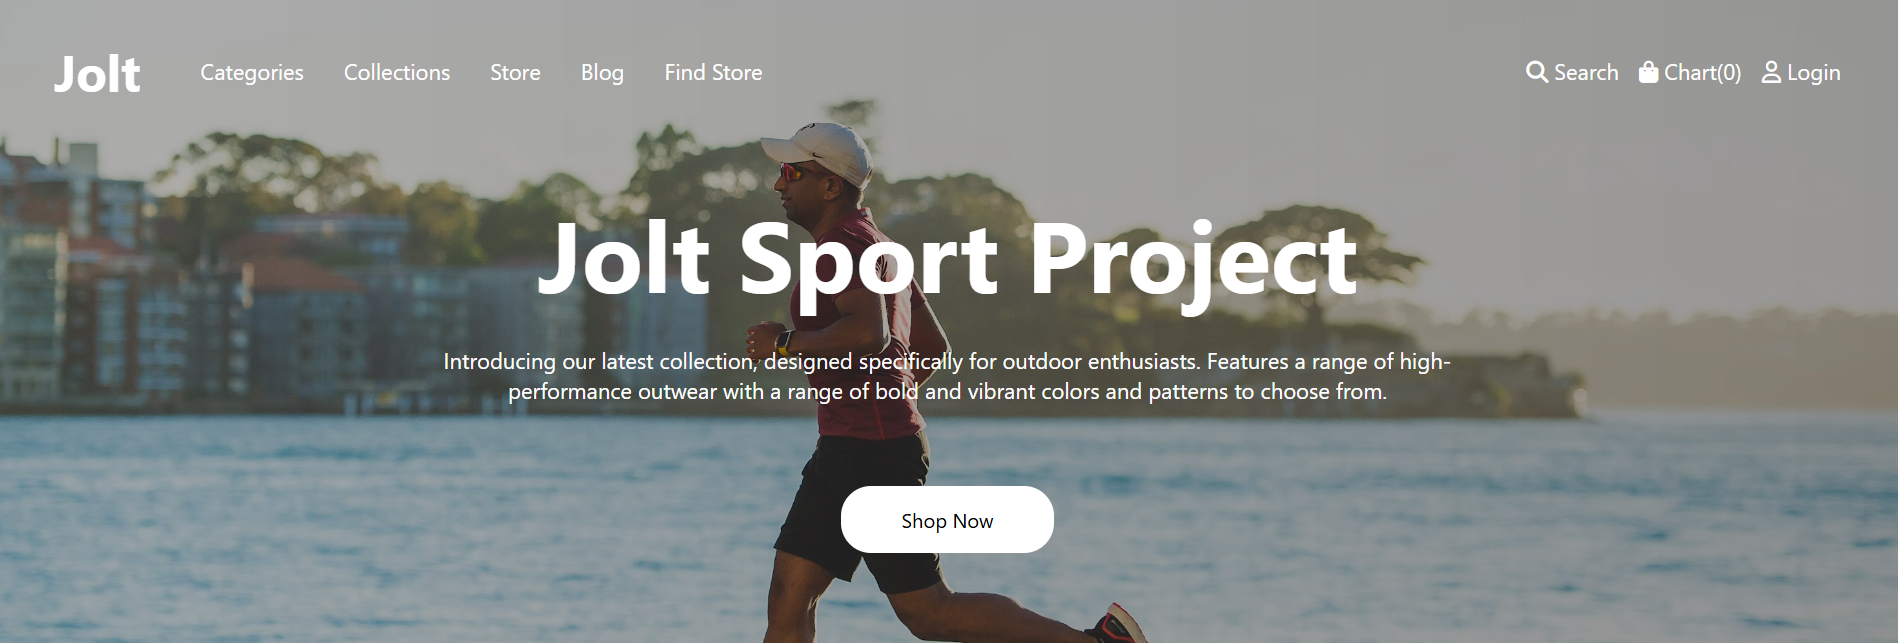 Jolt
Categories Collections Store Blog Find Store
Search Chart(0) Login
Jolt Sport Project
Introducing our latest collection, designed specifically for outdoor enthusiasts. Features a range of high-
performance outwear with a range of bold and vibrant colors and patterns to choose from.
Shop Now